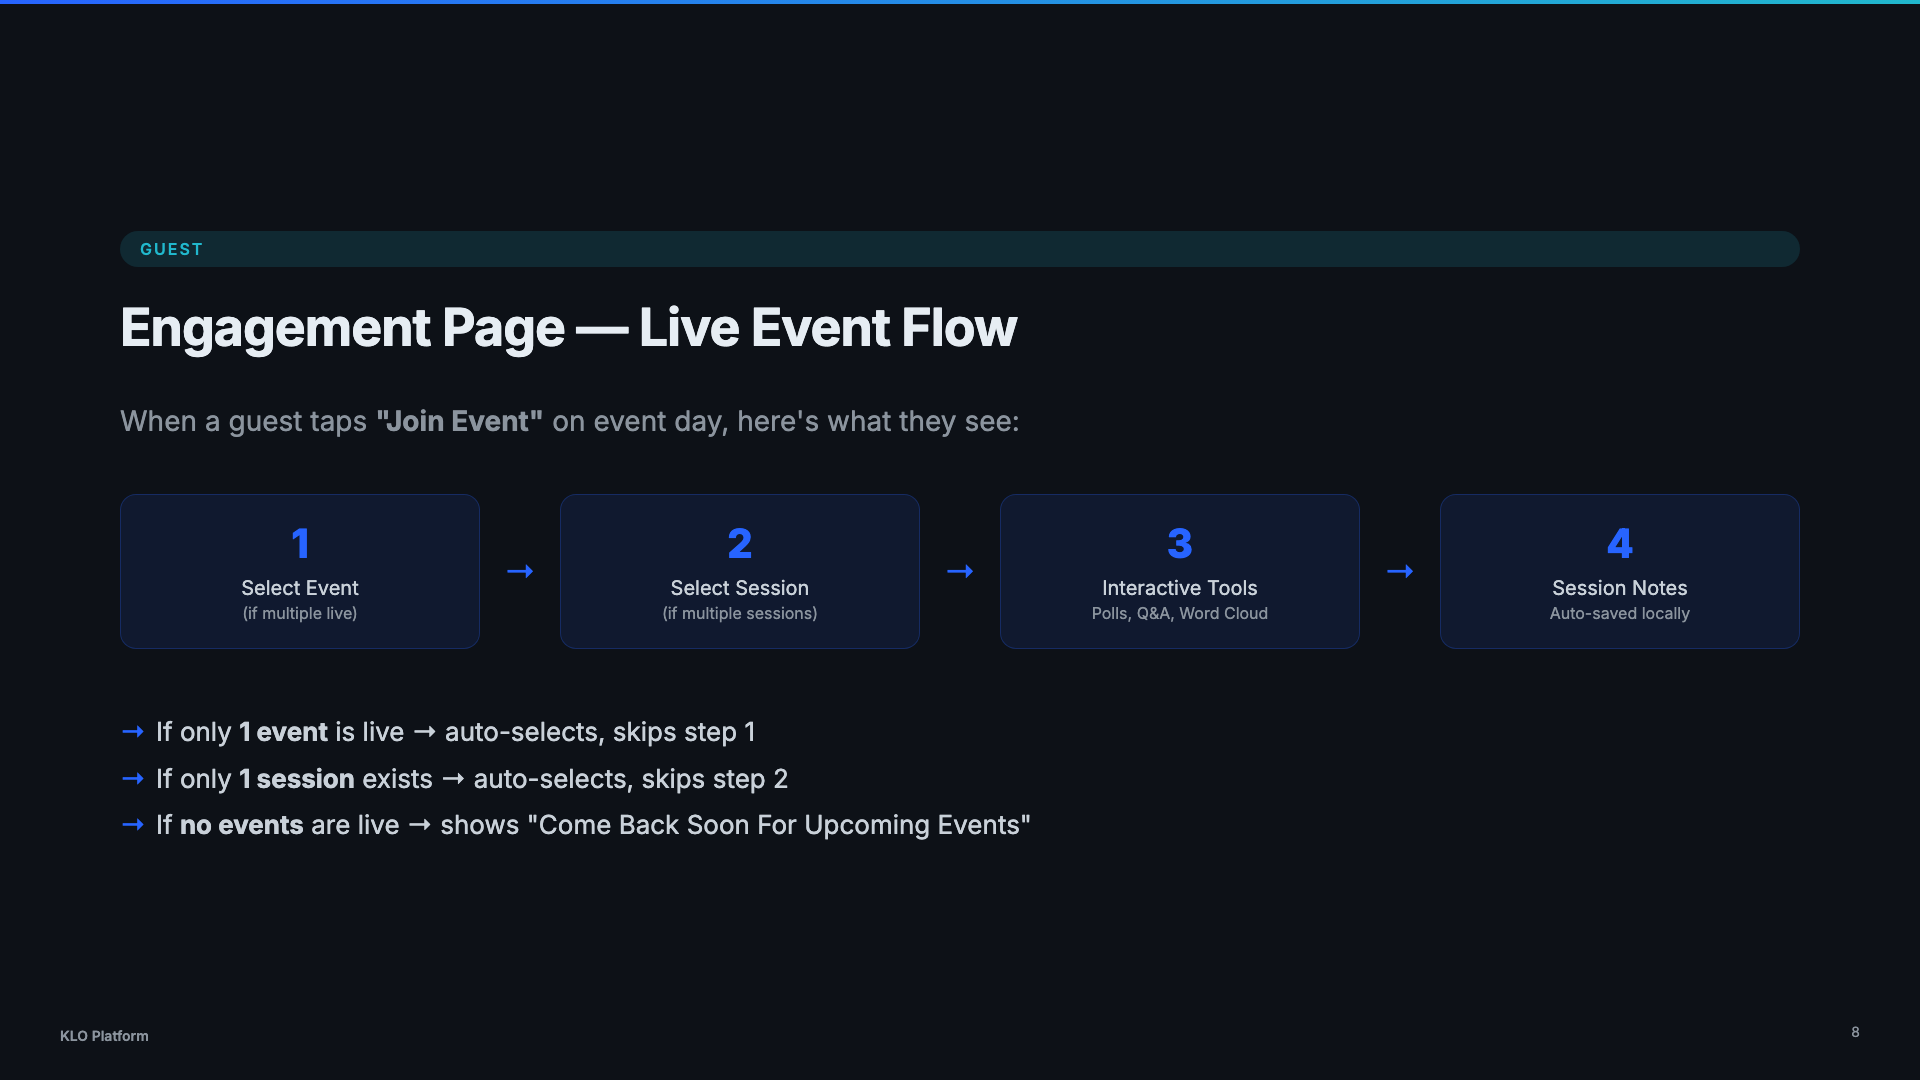 GUEST
Engagement Page — Live Event Flow
When a guest taps "Join Event" on event day, here's what they see:
1
Select Event
(if multiple live)
→
2
Select Session
(if multiple sessions)
→
3
Interactive Tools
Polls, Q&A, Word Cloud
→
4
Session Notes
Auto-saved locally
→ If only 1 event is live → auto-selects, skips step 1
→ If only 1 session exists → auto-selects, skips step 2
→ If no events are live → shows "Come Back Soon For Upcoming Events"
KLO Platform
8